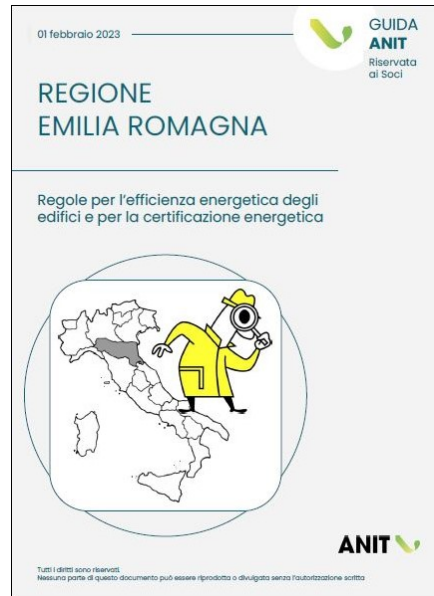 01 febbraio 2023
GUIDA
ANIT
Riservata
ai Soci
REGIONE
EMILIA ROMAGNA
Regole per l'efficienza energetica degli
edifici e per la certificazione energetica
ANIT
Tutti i diritti sono riservati.
Nessuna parte di questo documento può essere riprodotta o divulgata senza l'autorizzazione scritta